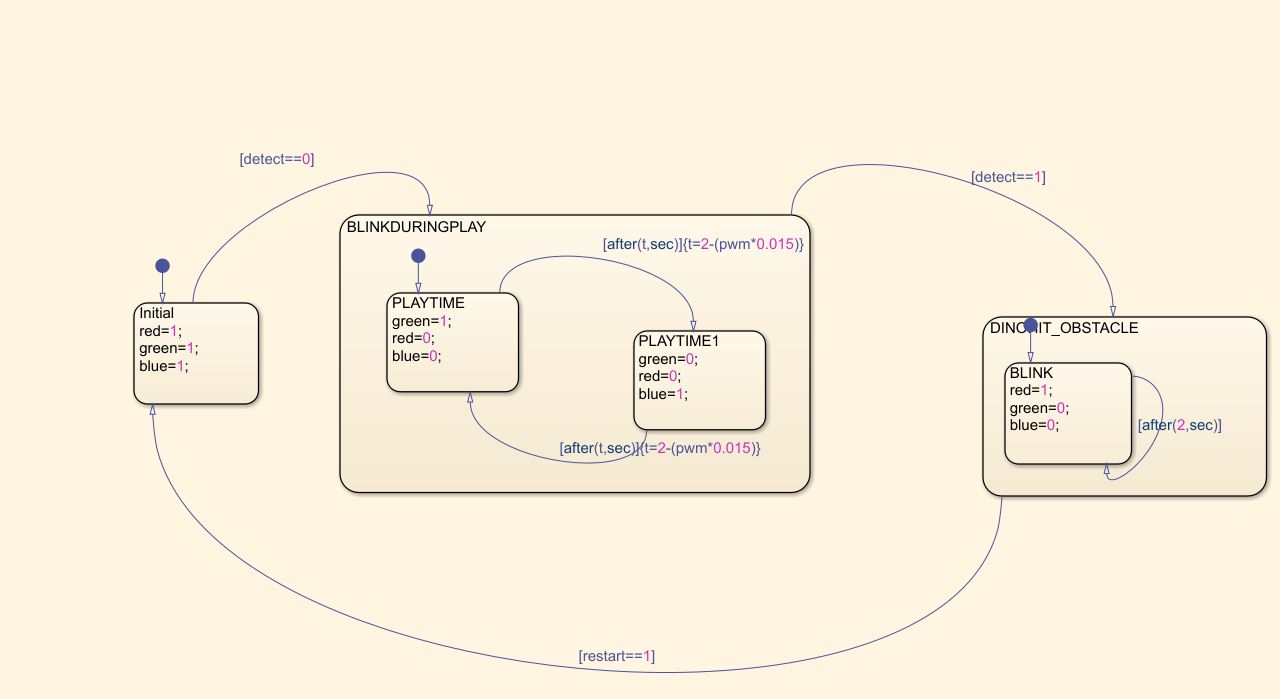 [detect==0]
[detect==1]
BLINKDURINGPLAY
[after(t,sec)]{t=2-(pwm*0.015)}
Initial
red=1;
green=1;
blue=1;
PLAYTIME
green=1;
red=0;
blue=0;
PLAYTIME1
green=0;
red=0;
blue=1;
[after(t,sec)]{t=2-(pwm*0.015)}
BLINK
red=1;
green=0;
blue=0;
[after(2,sec)]
[restart==1]